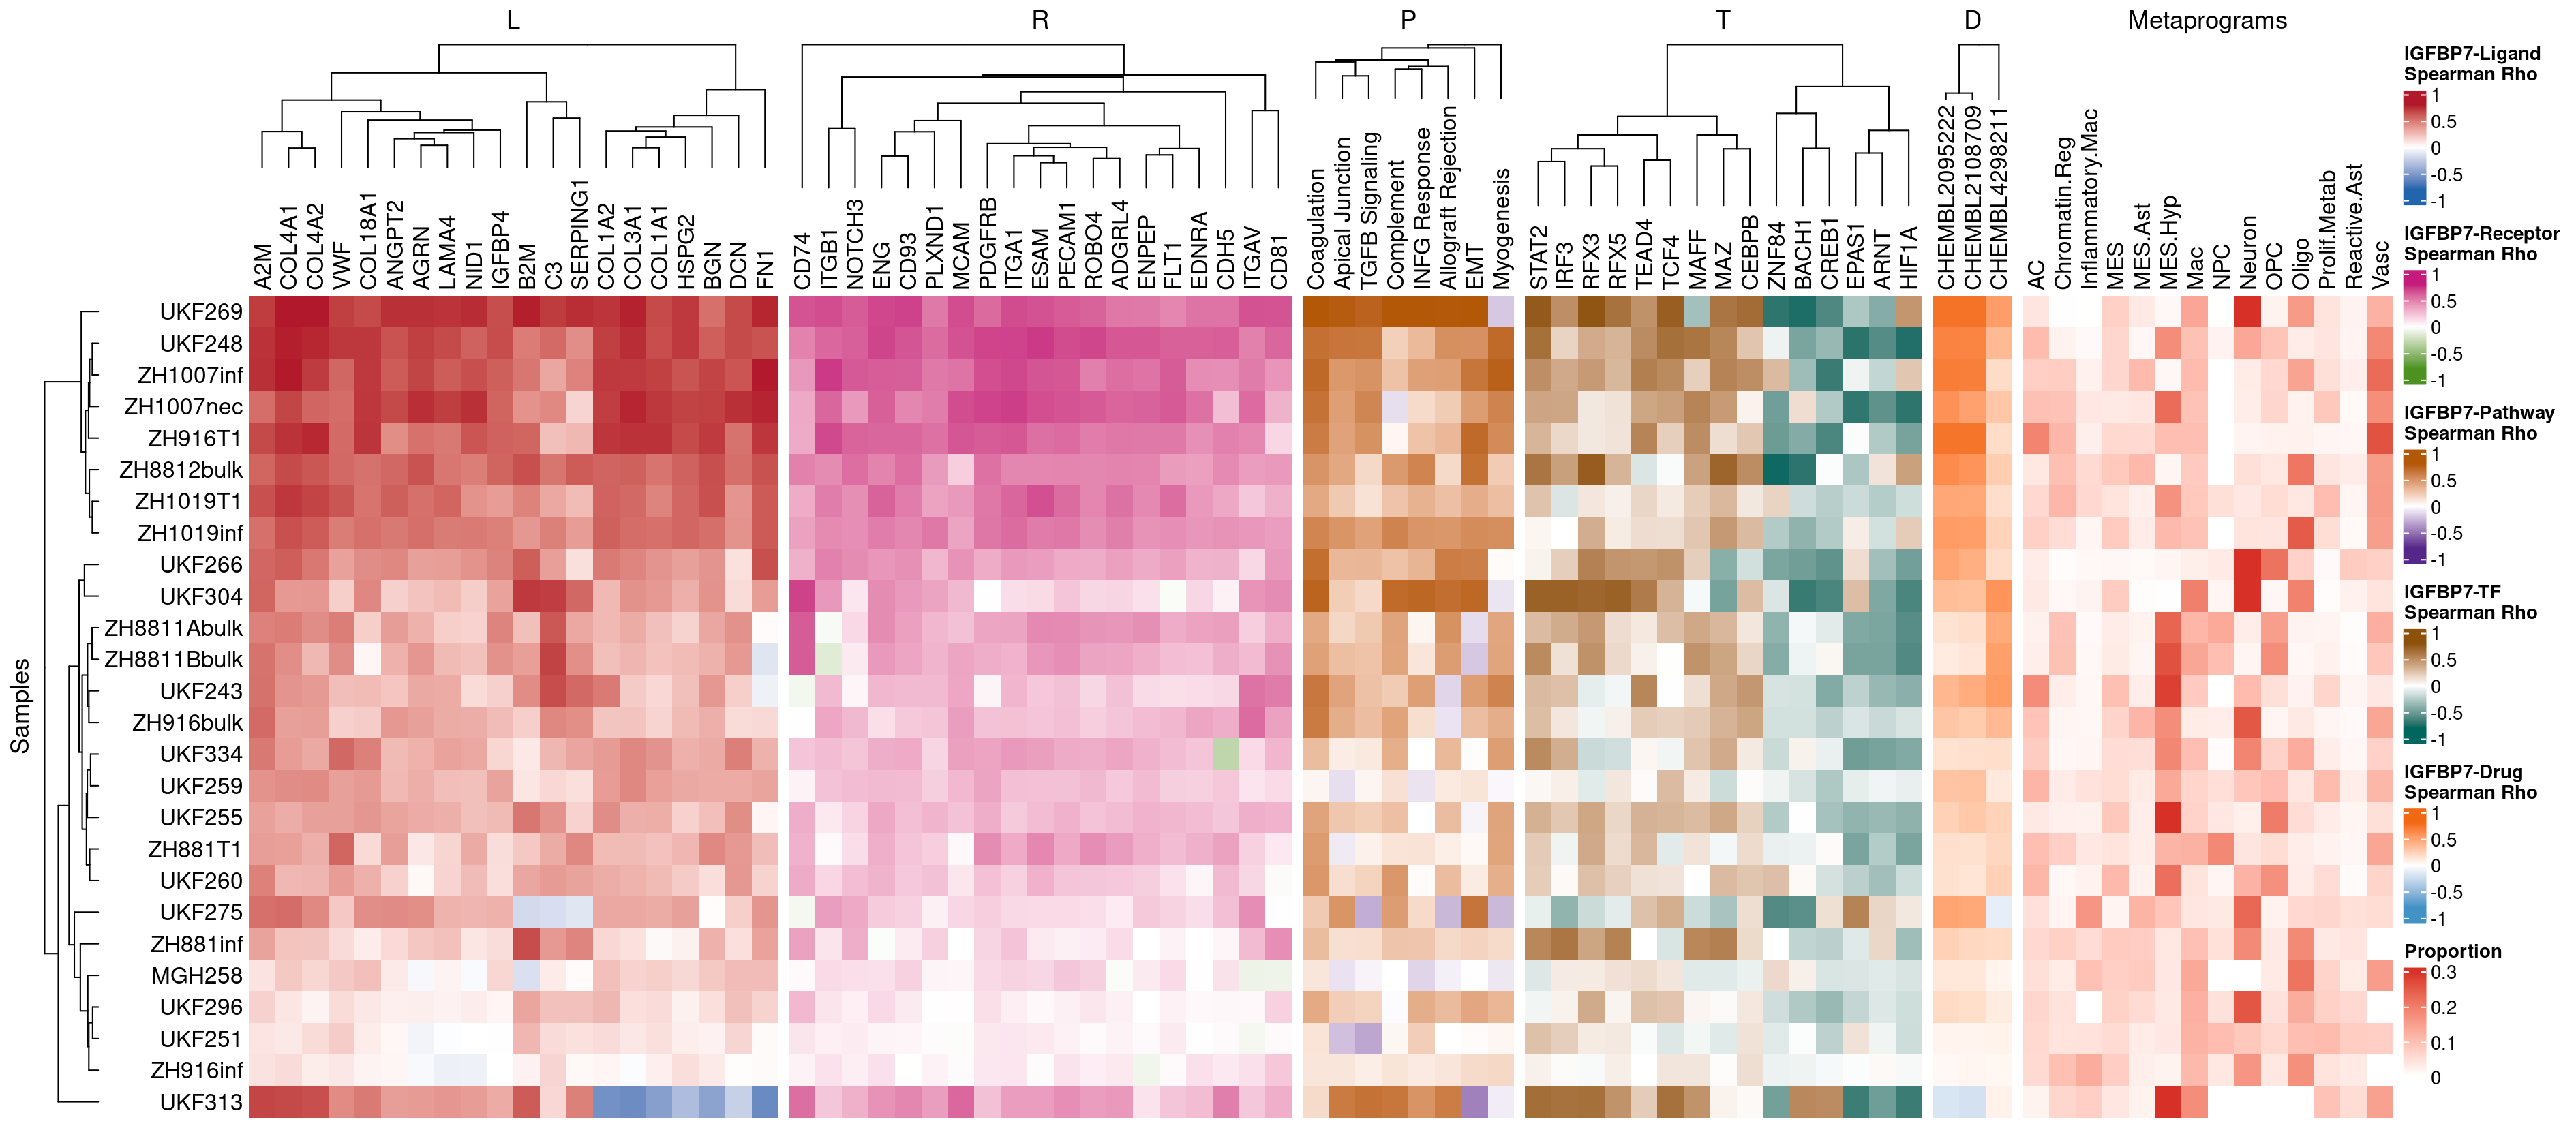 L
R
P
T
D
Metaprograms
A2M
COL4A1
COL4A2
VWF
COL18A1
ANGPT2
AGRN
LAMA4
NID1
IGFBP4
B2M
C3
SERPING1
COL1A2
COL3A1
COL1A1
HSPG2
BGN
DCN
FN1
CD74
ITGB1
NOTCH3
ENG
CD93
PLXND1
MCAM
PDGFRB
ITGA1
ESAM
PECAM1
ROBO4
ADGRL4
ENPEP
FLT1
EDNRA
CDH5
ITGAV
CD81
Coagulation
Apical Junction
TGFB Signaling
Complement
INFG Response
Allograft Rejection
EMT
Myogenesis
STAT2
IRF3
RFX3
RFX5
TEAD4
TCF4
MAFF
MAZ
CEBPB
ZNF84
BACH1
CREB1
EPAS1
ARNT
HIF1A
CHEMBL2095222
CHEMBL2108709
CHEMBL4298211
AC
Chromatin.Reg
Inflammatory.Mac
MES
MES.Ast
MES.Hyp
Mac
NPC
Neuron
OPC
Oligo
Prolif.Metab
Reactive.Ast
Vasc
Samples
UKF269
UKF248
ZH1007inf
ZH1007nec
ZH916T1
ZH8812bulk
ZH1019T1
ZH1019inf
UKF266
UKF304
ZH8811Abulk
ZH8811Bbulk
UKF243
ZH916bulk
UKF334
UKF259
UKF255
ZH881T1
UKF260
UKF275
ZH881inf
MGH258
UKF296
UKF251
ZH916inf
UKF313
IGFBP7-Ligand
Spearman Rho
1
0.5
0
-0.5
-1
IGFBP7-Receptor
Spearman Rho
1
0.5
0
-0.5
-1
IGFBP7-Pathway
Spearman Rho
1
0.5
0
-0.5
-1
IGFBP7-TF
Spearman Rho
1
0.5
0
-0.5
-1
IGFBP7-Drug
Spearman Rho
1
0.5
0
-0.5
-1
Proportion
0.3
0.2
0.1
0